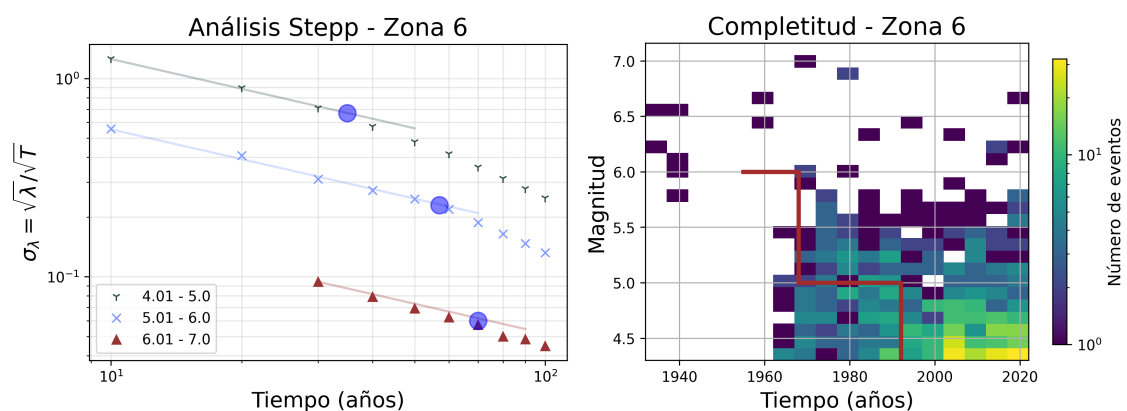 Análisis Stepp - Zona 6
σλ = √λ/√T
10⁰
10⁻¹
4.01 - 5.0
5.01 - 6.0
6.01 - 7.0
10¹
10²
Tiempo (años)
Completitud - Zona 6
Magnitud
7.0
6.5
6.0
5.5
5.0
4.5
1940
1960
1980
2000
2020
Tiempo (años)
10¹
10⁰
Número de eventos